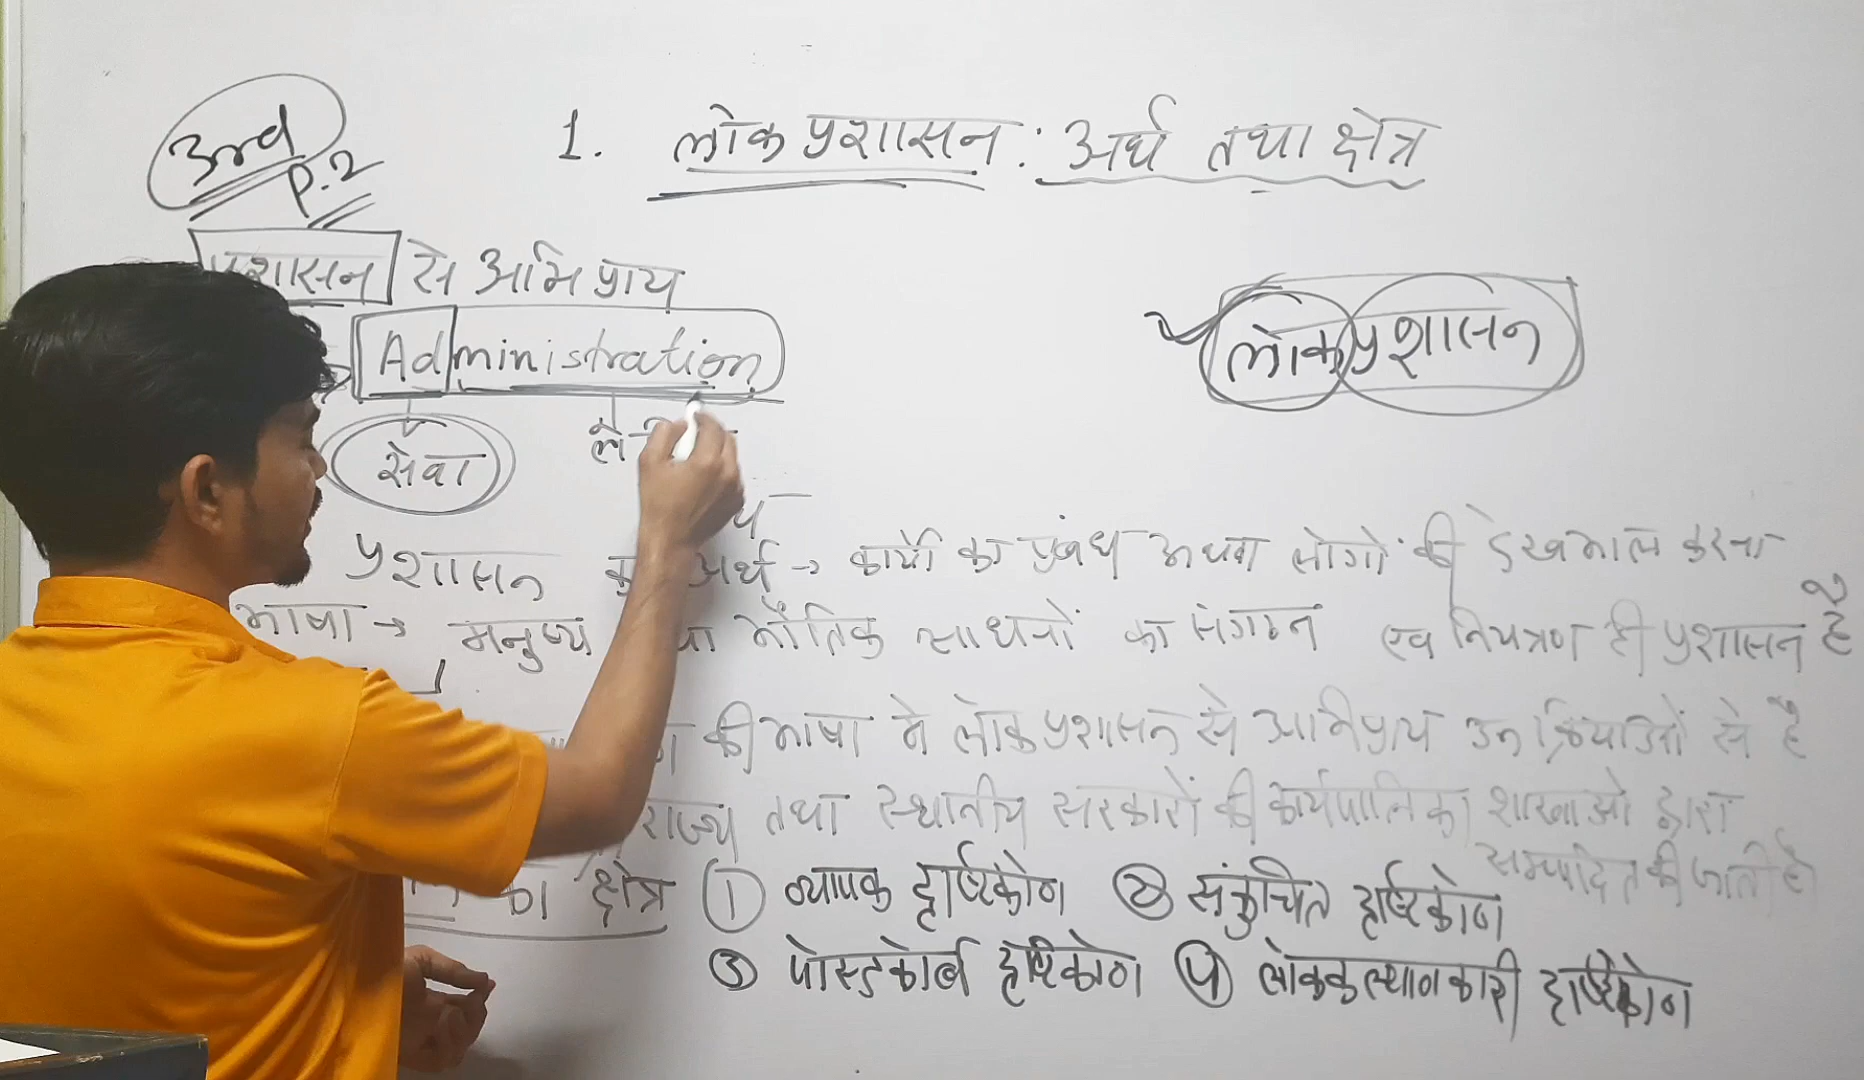 3rd
P.2
1. लोक प्रशासन : अर्थ तथा क्षेत्र
प्रशासन से अभिप्राय
Administration
लोक प्रशासन
सेवा
प्रशासन का अर्थ → कार्यों का प्रबंध अथवा लोगों की देखभाल करना
भाषा → मनुष्य भौतिक साधनों का संगठन एव नियंत्रण ही प्रशासन है
की भाषा मे लोक प्रशासन से अभिप्राय उन क्रियाओं से है
राज्य तथा स्थानीय सरकारों की कार्यपालिका शाखाओ द्वारा
सम्पादित की जाती है
का क्षेत्र ① व्यापक दृष्टिकोण ② संकुचित दृष्टिकोण
③ पोस्डकोर्ब दृष्टिकोण ④ लोककल्याणकारी दृष्टिकोण